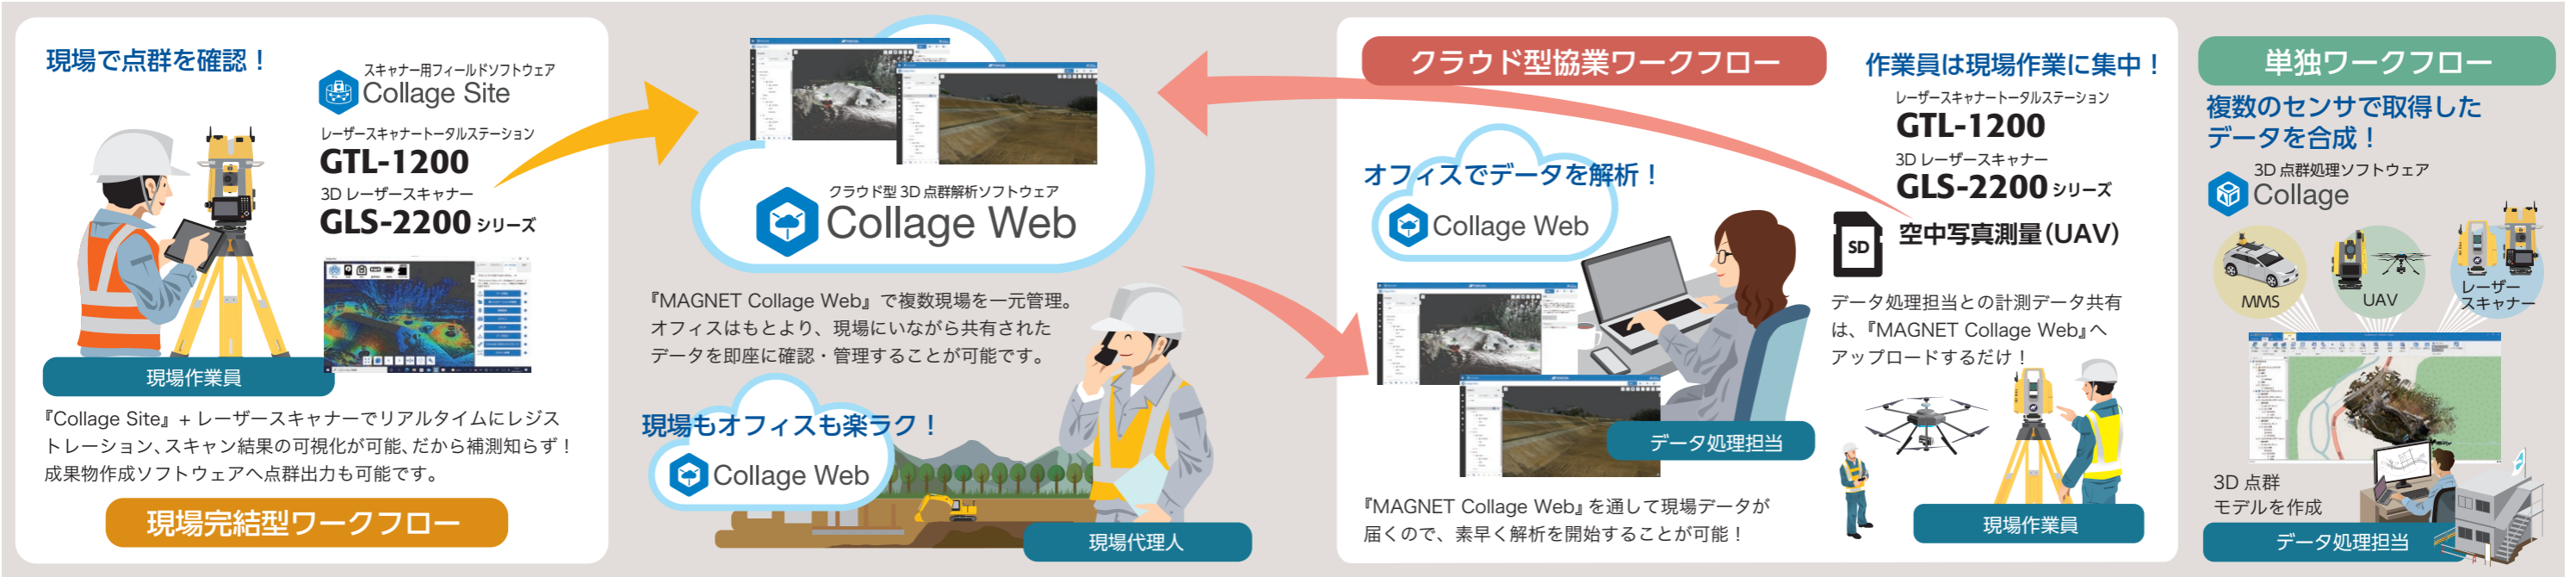 現場で点群を確認！
スキャナー用フィールドソフトウェア
Collage Site
レーザースキャナートータルステーション
GTL-1200
3D レーザースキャナー
GLS-2200 シリーズ
現場作業員
『Collage Site』+ レーザースキャナーでリアルタイムにレジス
トレーション、スキャン結果の可視化が可能、だから補測知らず！
成果物作成ソフトウェアへ点群出力も可能です。
現場完結型ワークフロー
クラウド型 3D 点群解析ソフトウェア
Collage Web
『MAGNET Collage Web』で複数現場を一元管理。
オフィスはもとより、現場にいながら共有された
データを即座に確認・管理することが可能です。
現場もオフィスも楽ラク！
Collage Web
現場代理人
クラウド型協業ワークフロー
オフィスでデータを解析！
Collage Web
データ処理担当
『MAGNET Collage Web』を通して現場データが
届くので、素早く解析を開始することが可能！
作業員は現場作業に集中！
レーザースキャナートータルステーション
GTL-1200
3D レーザースキャナー
GLS-2200 シリーズ
SD
空中写真測量（UAV）
データ処理担当との計測データ共有
は、『MAGNET Collage Web』へ
アップロードするだけ！
現場作業員
単独ワークフロー
複数のセンサで取得した
データを合成！
3D 点群処理ソフトウェア
Collage
MMS
UAV
レーザー
スキャナー
3D 点群
モデルを作成
データ処理担当